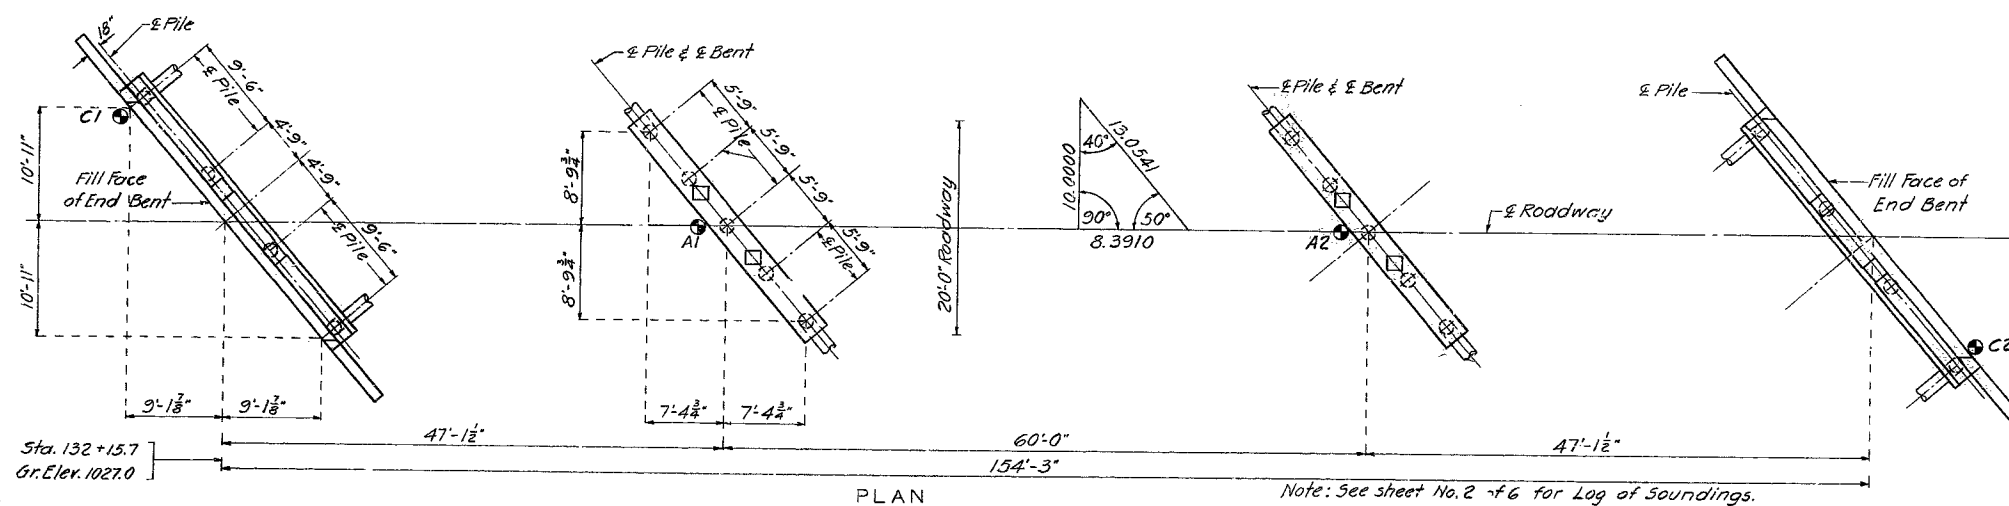 18"
℄ Pile
9'-6"
℄ Pile
4'-9"
4'-9"
9'-6"
℄ Pile
C1
10'-11"
10'-11"
Fill Face
of End Bent
9'-1⅞"
9'-1⅞"
℄ Pile & ℄ Bent
5'-9"
℄ Pile
5'-9"
5'-9"
5'-9"
℄ Pile
8'-9¾"
8'-9¾"
A1
7'-4¾"
7'-4¾"
20'-0" Roadway
40°
13.0541
10.0000
90°
50°
8.3910
℄ Pile & ℄ Bent
A2
℄ Roadway
℄ Pile
Fill Face of
End Bent
C2
Sta. 132+15.7
Gr. Elev. 1027.0
47'-1½"
60'-0"
47'-1½"
154'-3"
PLAN
Note: See sheet No. 2 of 6 for Log of Soundings.